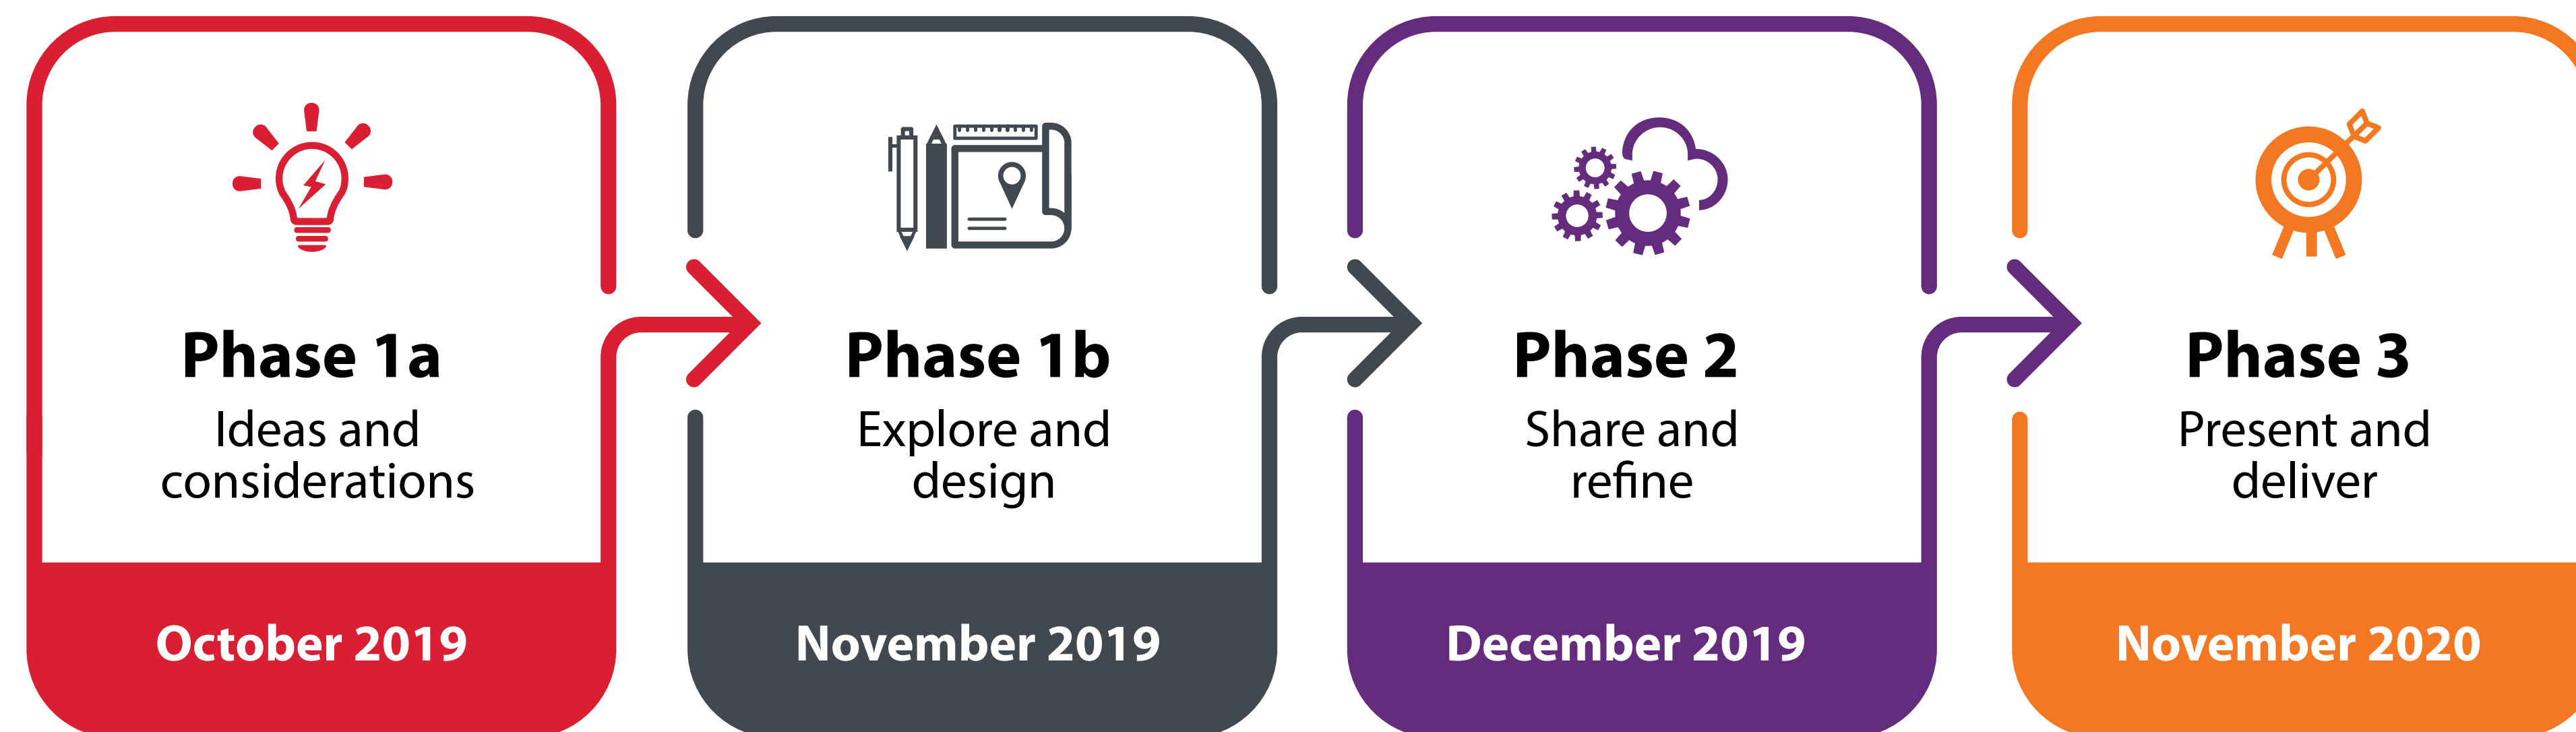 Phase 1a
Ideas and
considerations
October 2019
Phase 1b
Explore and
design
November 2019
Phase 2
Share and
refine
December 2019
Phase 3
Present and
deliver
November 2020